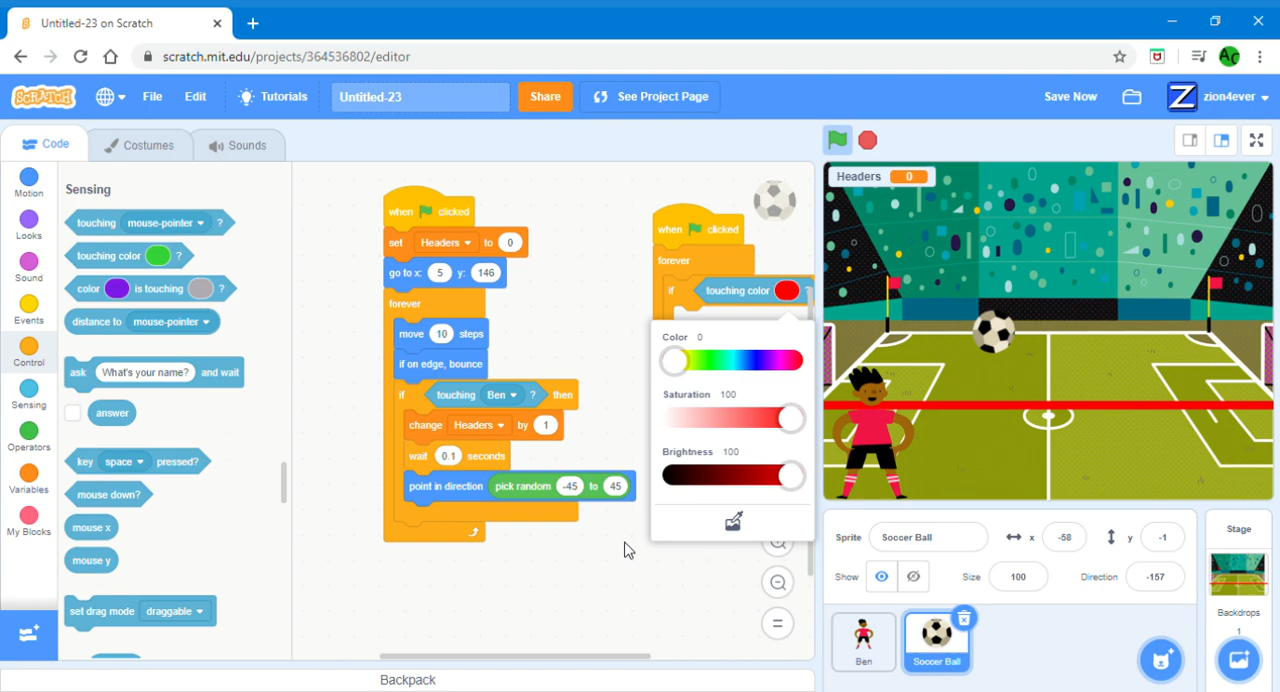 Untitled-23 on Scratch
scratch.mit.edu/projects/364536802/editor
SCRATCH File Edit Tutorials Untitled-23 Share See Project Page Save Now zion4ever
Code Costumes Sounds
Motion
Looks
Sound
Events
Control
Sensing
Operators
Variables
My Blocks
Sensing
touching mouse-pointer ?
touching color ?
color is touching ?
distance to mouse-pointer
ask What's your name? and wait
answer
key space pressed?
mouse down?
mouse x
mouse y
set drag mode draggable
when clicked
set Headers to 0
go to x: 5 y: 146
forever
move 10 steps
if on edge, bounce
if touching Ben ? then
change Headers by 1
wait 0.1 seconds
point in direction pick random -45 to 45
when clicked
forever
if touching color ?
Color 0
Saturation 100
Brightness 100
Headers 0
Sprite Soccer Ball x -58 y -1
Show Size 100 Direction -157
Ben
Soccer Ball
Stage
Backdrops
1
Backpack